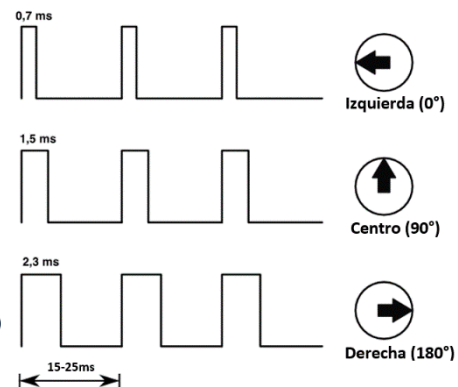 0,7 ms
Izquierda (0°)
1,5 ms
Centro (90°)
2,3 ms
Derecha (180°)
15-25ms